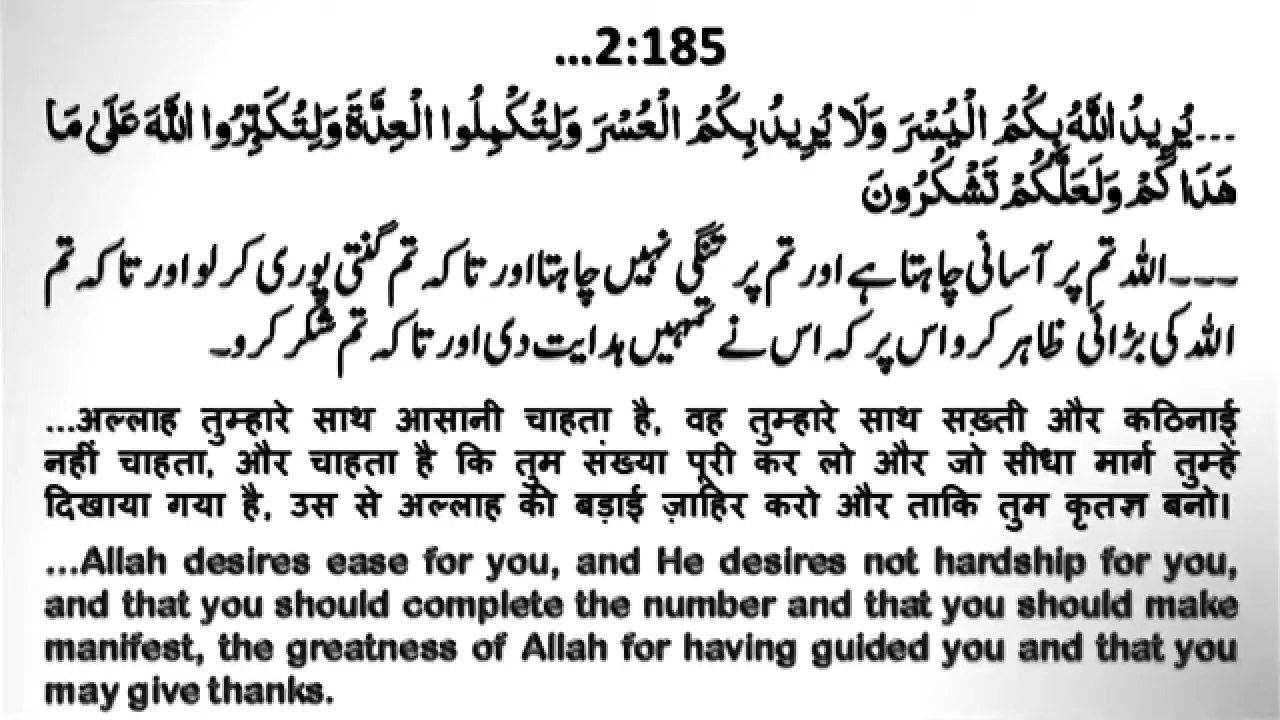 ...2:185
...يُرِيدُ اللَّهُ بِكُمُ الْيُسْرَ وَلَا يُرِيدُ بِكُمُ الْعُسْرَ وَلِتُكْمِلُوا الْعِدَّةَ وَلِتُكَبِّرُوا اللَّهَ عَلَىٰ مَا
هَدَاكُمْ وَلَعَلَّكُمْ تَشْكُرُونَ
۔۔۔اللہ تم پر آسانی چاہتا ہے اور تم پر تنگی نہیں چاہتا اور تاکہ تم گنتی پوری کر لو اور تاکہ تم
اللہ کی بڑائی ظاہر کرو اس پر کہ اس نے تمہیں ہدایت دی اور تاکہ تم شکر کرو۔
...अल्लाह तुम्हारे साथ आसानी चाहता है, वह तुम्हारे साथ सख़्ती और कठिनाई
नहीं चाहता, और चाहता है कि तुम संख्या पूरी कर लो और जो सीधा मार्ग तुम्हें
दिखाया गया है, उस से अल्लाह की बड़ाई ज़ाहिर करो और ताकि तुम कृतज्ञ बनो।
...Allah desires ease for you, and He desires not hardship for you,
and that you should complete the number and that you should make
manifest, the greatness of Allah for having guided you and that you
may give thanks.